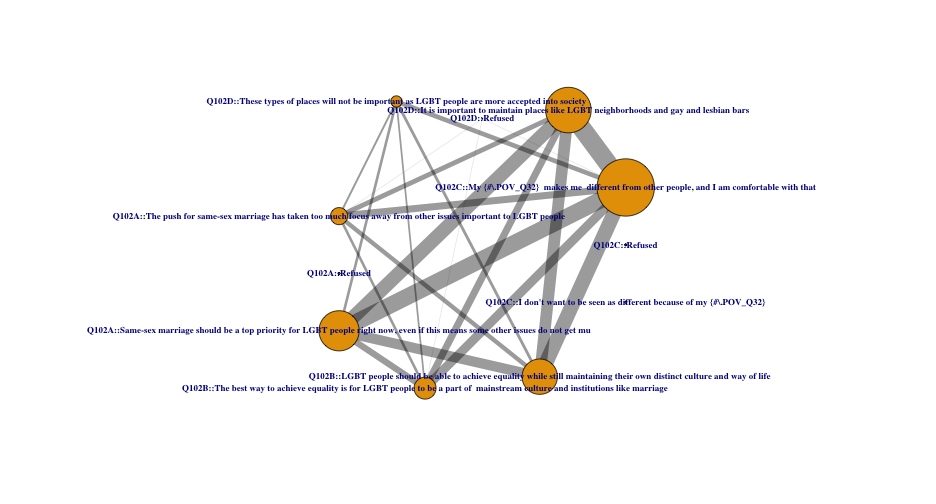 Q102D::These types of places will not be important as LGBT people are more accepted into society
Q102D::It is important to maintain places like LGBT neighborhoods and gay and lesbian bars
Q102D::Refused
Q102C::My {#\.POV_Q32} makes me different from other people, and I am comfortable with that
Q102A::The push for same-sex marriage has taken too much focus away from other issues important to LGBT people
Q102C::Refused
Q102A::Refused
Q102C::I don't want to be seen as different because of my {#\.POV_Q32}
Q102A::Same-sex marriage should be a top priority for LGBT people right now, even if this means some other issues do not get mu
Q102B::LGBT people should be able to achieve equality while still maintaining their own distinct culture and way of life
Q102B::The best way to achieve equality is for LGBT people to be a part of mainstream culture and institutions like marriage